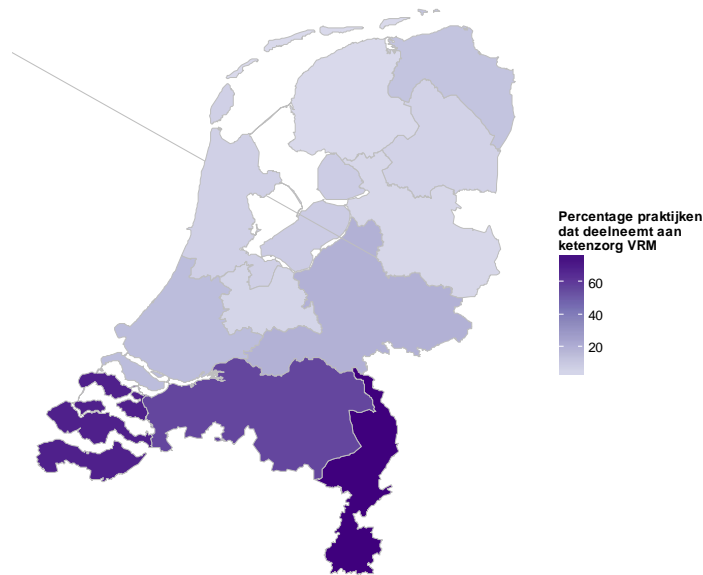 Percentage praktijken
dat deelneemt aan
ketenzorg VRM
60
40
20